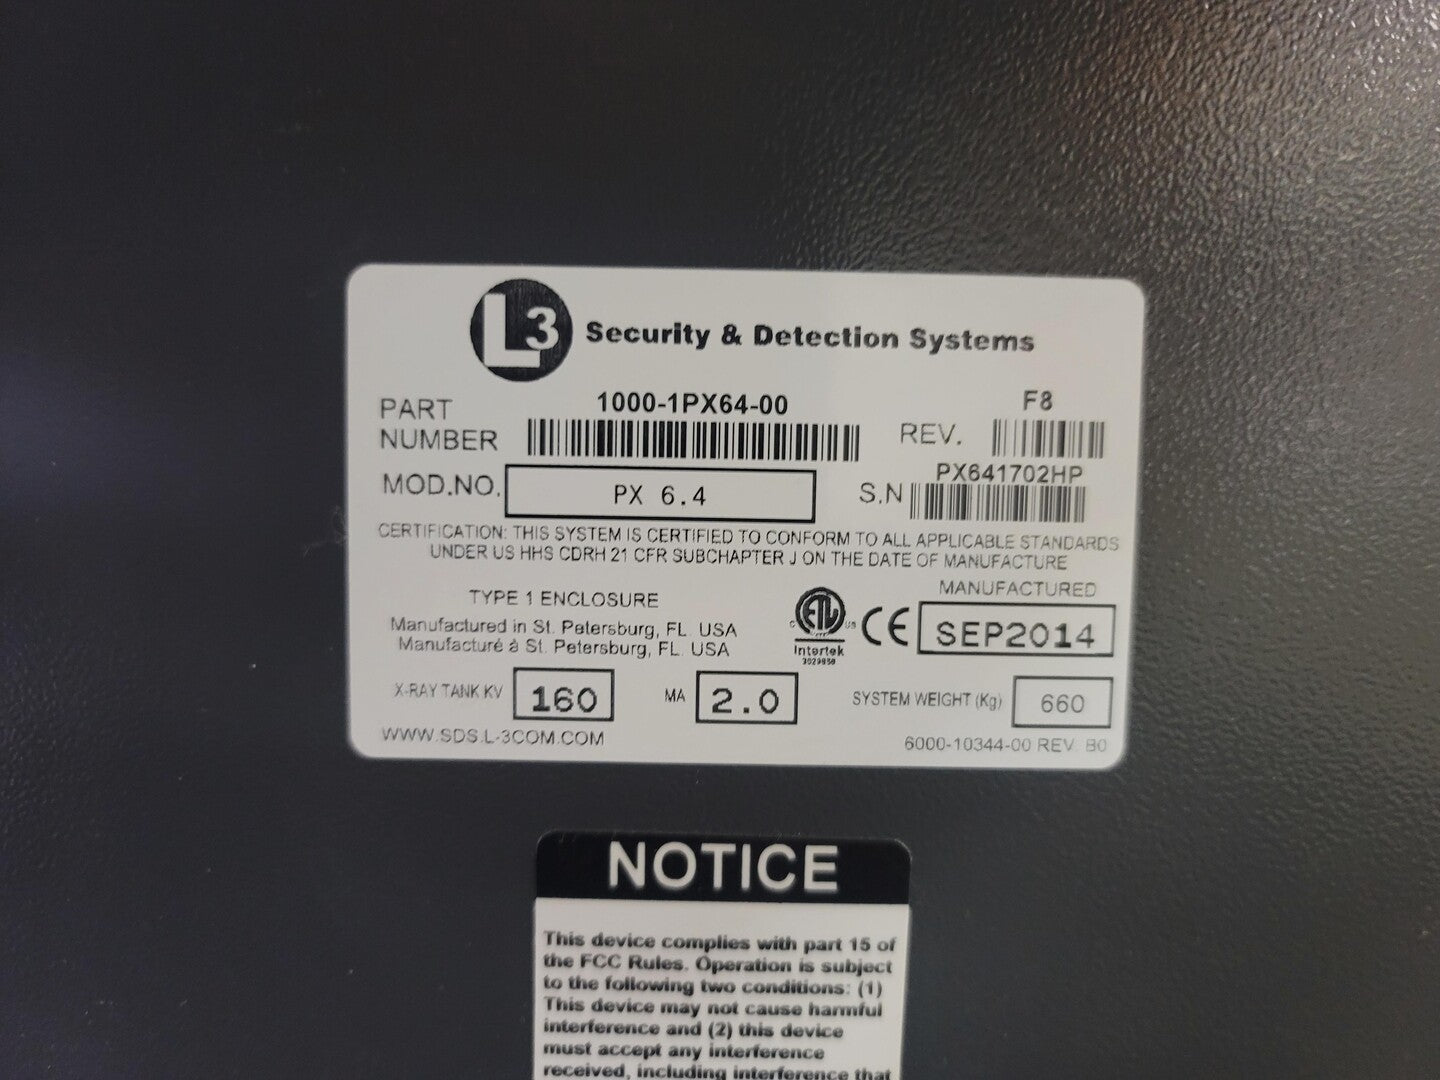 L3 Security & Detection Systems
PART NUMBER 1000-1PX64-00 REV. F8
MOD.NO. PX 6.4 S.N PX641702HP
CERTIFICATION: THIS SYSTEM IS CERTIFIED TO CONFORM TO ALL APPLICABLE STANDARDS
UNDER US HHS CDRH 21 CFR SUBCHAPTER J ON THE DATE OF MANUFACTURE
TYPE 1 ENCLOSURE
Manufactured in St. Petersburg, FL. USA
Manufacturé à St. Petersburg, FL. USA
C ETL US
Intertek
3029858
CE
MANUFACTURED
SEP2014
X-RAY TANK KV 160 MA 2.0 SYSTEM WEIGHT (Kg) 660
WWW.SDS.L-3COM.COM 6000-10344-00 REV. B0
NOTICE
This device complies with part 15 of
the FCC Rules. Operation is subject
to the following two conditions: (1)
This device may not cause harmful
interference and (2) this device
must accept any interference
received, including interference that